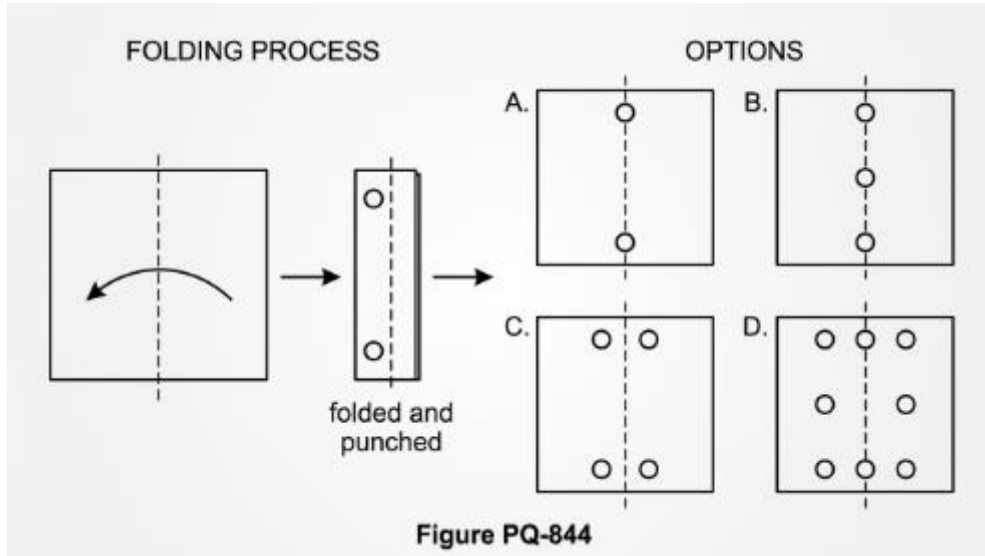 FOLDING PROCESS
OPTIONS
A.
B.
folded and
punched
C.
D.
Figure PQ-844